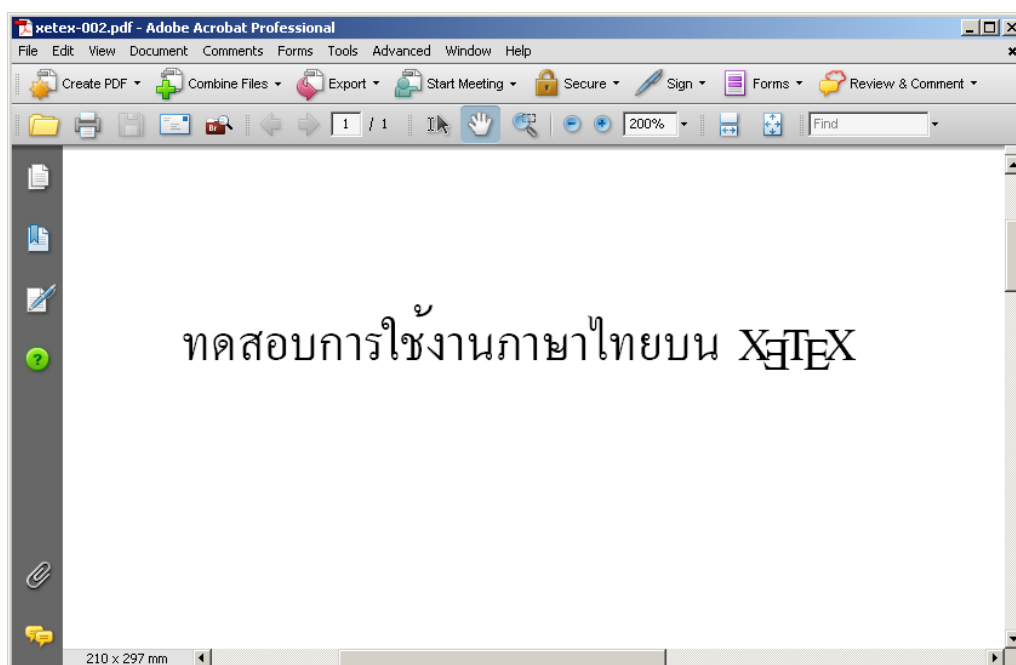 xetex-002.pdf - Adobe Acrobat Professional
File Edit View Document Comments Forms Tools Advanced Window Help
Create PDF Combine Files Export Start Meeting Secure Sign Forms Review & Comment
1 / 1 200% Find
ทดสอบการใช้งานภาษาไทยบน XƎTEX
210 x 297 mm